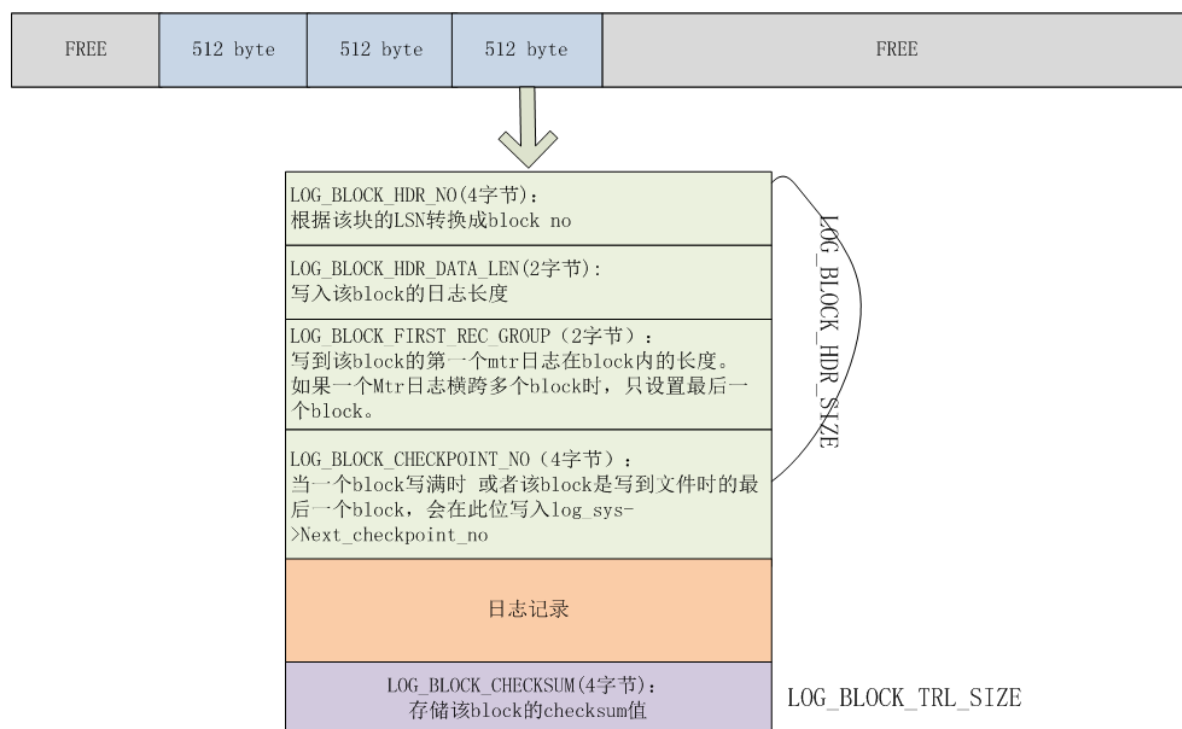 FREE
512 byte
512 byte
512 byte
FREE
LOG_BLOCK_HDR_NO(4字节):
根据该块的LSN转换成block no
LOG_BLOCK_HDR_DATA_LEN(2字节):
写入该block的日志长度
LOG_BLOCK_FIRST_REC_GROUP（2字节）:
写到该block的第一个mtr日志在block内的长度。
如果一个Mtr日志横跨多个block时，只设置最后一
个block。
LOG_BLOCK_CHECKPOINT_NO（4字节）:
当一个block写满时 或者该block是写到文件时的最
后一个block，会在此位写入log_sys-
>Next_checkpoint_no
LOG_BLOCK_HDR_SIZE
日志记录
LOG_BLOCK_CHECKSUM(4字节):
存储该block的checksum值
LOG_BLOCK_TRL_SIZE